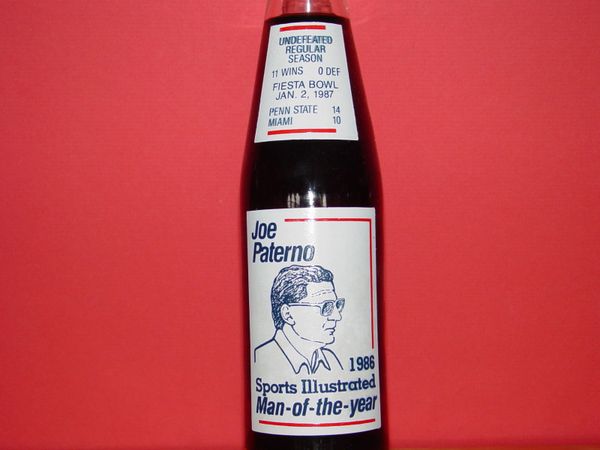 UNDEFEATED
REGULAR
SEASON
11 WINS 0 DEF
FIESTA BOWL
JAN. 2, 1987
PENN STATE 14
MIAMI 10
Joe
Paterno
1986
Sports Illustrated
Man-of-the-year